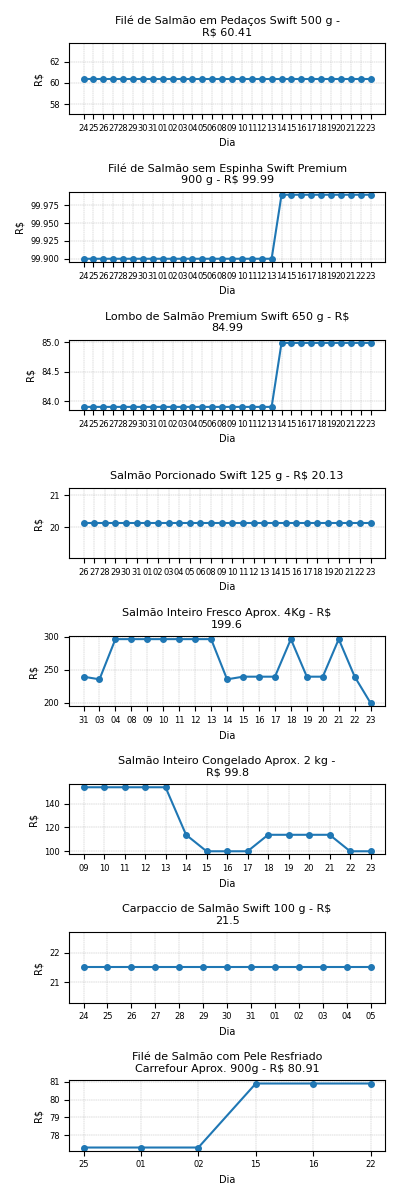 Filé de Salmão em Pedaços Swift 500 g -
R$ 60.41
62
60
58
R$
24 25 26 27 28 29 30 31 01 02 03 04 05 06 08 09 10 11 12 13 14 15 16 17 18 19 20 21 22 23
Dia
Filé de Salmão sem Espinha Swift Premium
900 g - R$ 99.99
99.975
99.950
99.925
99.900
R$
24 25 26 27 28 29 30 31 01 02 03 04 05 06 08 09 10 11 12 13 14 15 16 17 18 19 20 21 22 23
Dia
Lombo de Salmão Premium Swift 650 g - R$
84.99
85.0
84.5
84.0
R$
24 25 26 27 28 29 30 31 01 02 03 04 05 06 08 09 10 11 12 13 14 15 16 17 18 19 20 21 22 23
Dia
Salmão Porcionado Swift 125 g - R$ 20.13
21
20
R$
26 27 28 29 30 31 01 02 03 04 05 06 08 09 10 11 12 13 14 15 16 17 18 19 20 21 22 23
Dia
Salmão Inteiro Fresco Aprox. 4Kg - R$
199.6
300
250
200
R$
31 03 04 08 09 10 11 12 13 14 15 16 17 18 19 20 21 22 23
Dia
Salmão Inteiro Congelado Aprox. 2 kg -
R$ 99.8
140
120
100
R$
09 10 11 12 13 14 15 16 17 18 19 20 21 22 23
Dia
Carpaccio de Salmão Swift 100 g - R$
21.5
22
21
R$
24 25 26 27 28 29 30 31 01 02 03 04 05
Dia
Filé de Salmão com Pele Resfriado
Carrefour Aprox. 900g - R$ 80.91
81
80
79
78
R$
25 01 02 15 16 22
Dia